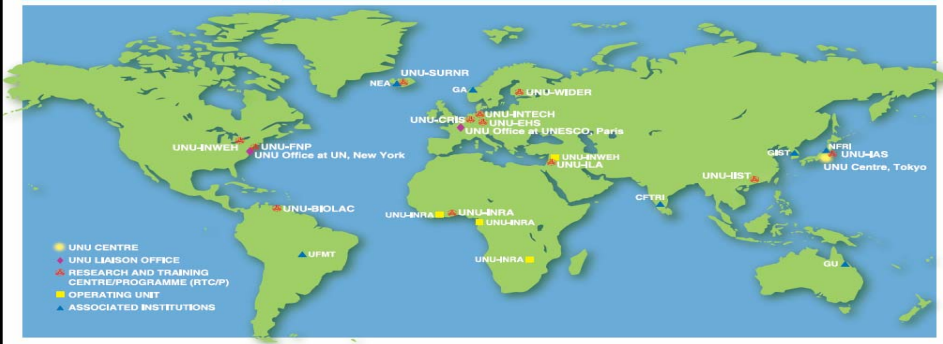 UNU-SURNR
NEA
GA
UNU-WIDER
UNU-INTECH
UNU-CRIS
UNU-EHS
UNU Office at UNESCO, Paris
UNU-INWEH
UNU-FNP
UNU Office at UN, New York
UNU-INWEH
UNU-ILA
GIST
NFRI
UNU-IAS
UNU Centre, Tokyo
UNU-IIST
CFTRI
UNU-BIOLAC
UNU-INRA
UNU-INRA
UNU-INRA
UNU-INRA
UFMT
GU
UNU CENTRE
UNU LIAISON OFFICE
RESEARCH AND TRAINING
CENTRE/PROGRAMME (RTC/P)
OPERATING UNIT
ASSOCIATED INSTITUTIONS